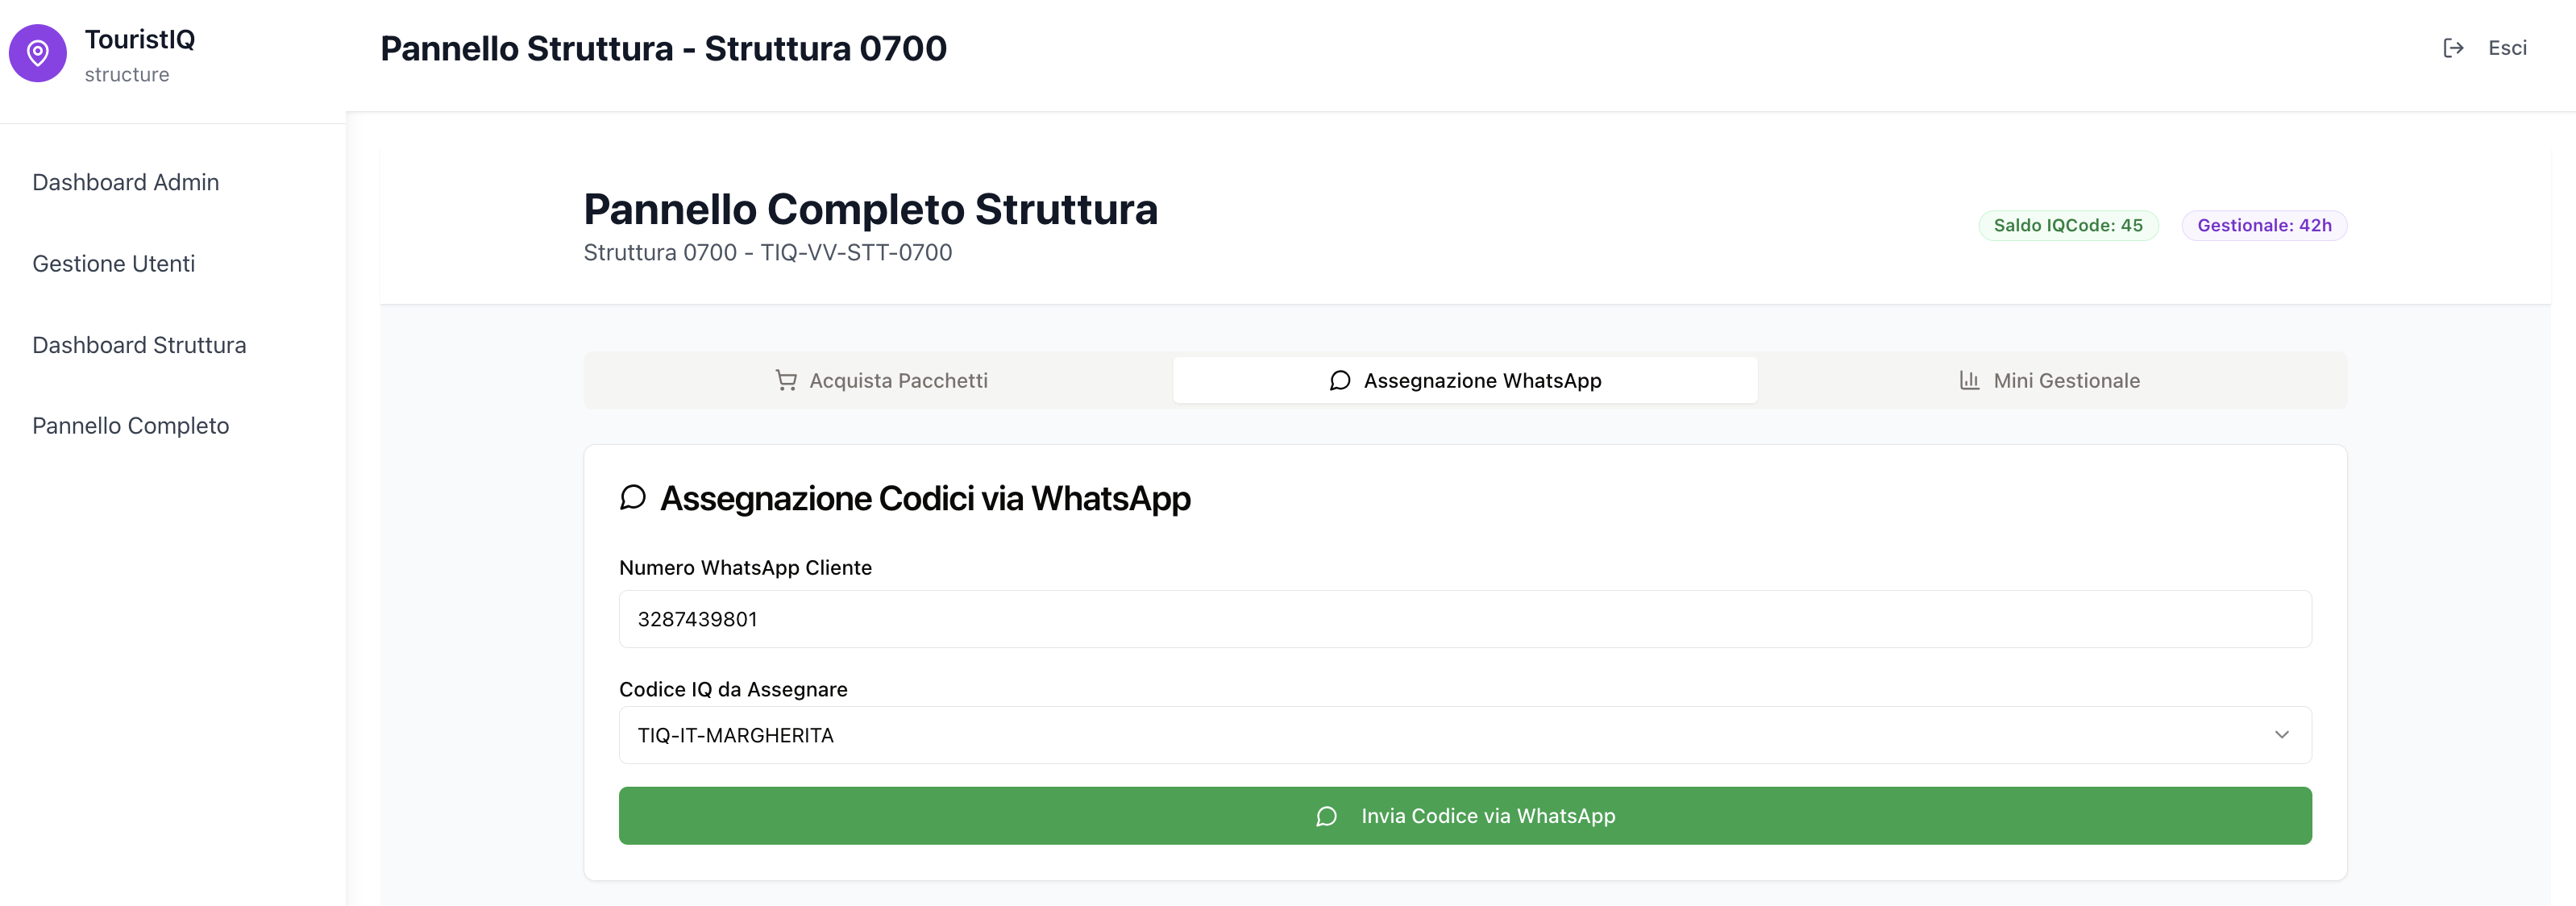 TouristIQ
structure
Pannello Struttura - Struttura 0700
Esci
Dashboard Admin
Gestione Utenti
Dashboard Struttura
Pannello Completo
Pannello Completo Struttura
Struttura 0700 - TIQ-VV-STT-0700
Saldo IQCode: 45
Gestionale: 42h
Acquista Pacchetti
Assegnazione WhatsApp
Mini Gestionale
Assegnazione Codici via WhatsApp
Numero WhatsApp Cliente
3287439801
Codice IQ da Assegnare
TIQ-IT-MARGHERITA
Invia Codice via WhatsApp